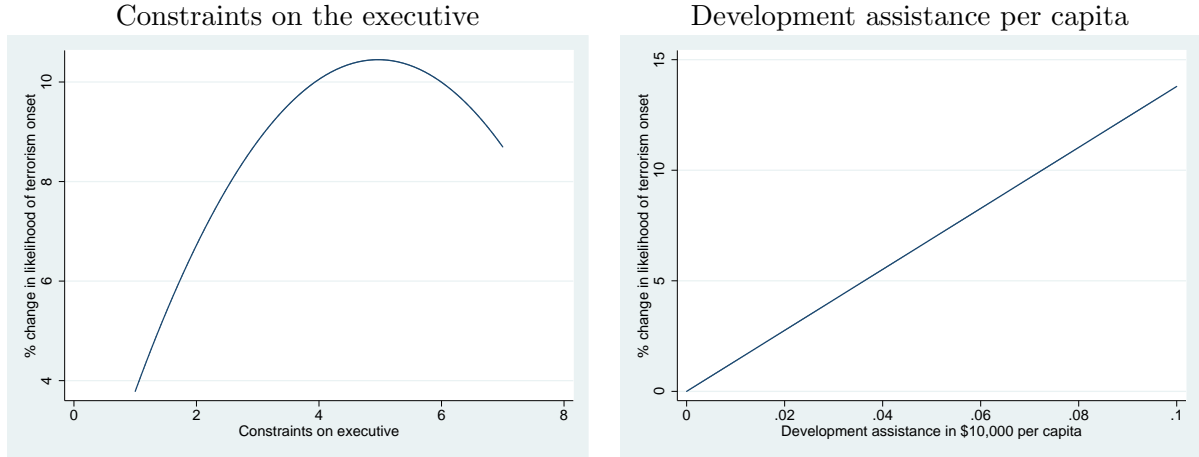 Constraints on the executive
% change in likelihood of terrorism onset
10
8
6
4
0 2 4 6 8
Constraints on executive
Development assistance per capita
% change in likelihood of terrorism onset
15
10
5
0
0 .02 .04 .06 .08 .1
Development assistance in $10,000 per capita